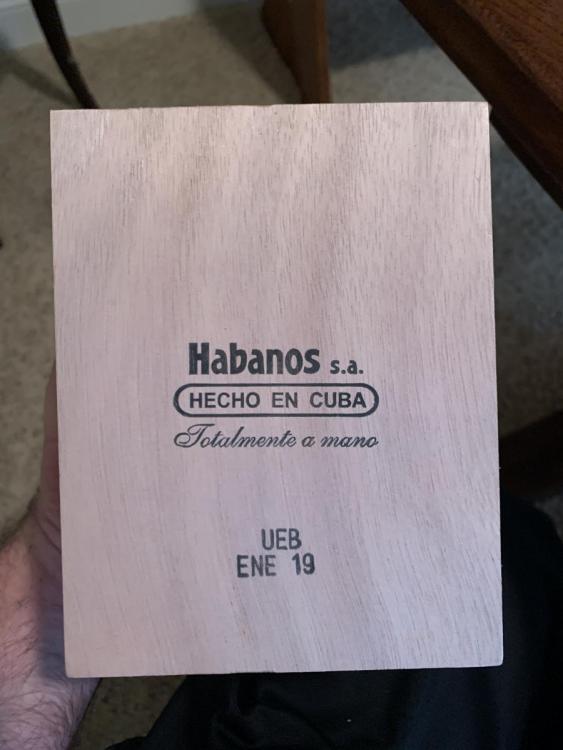 Habanos s.a.
HECHO EN CUBA
Totalmente a mano
UEB
ENE 19